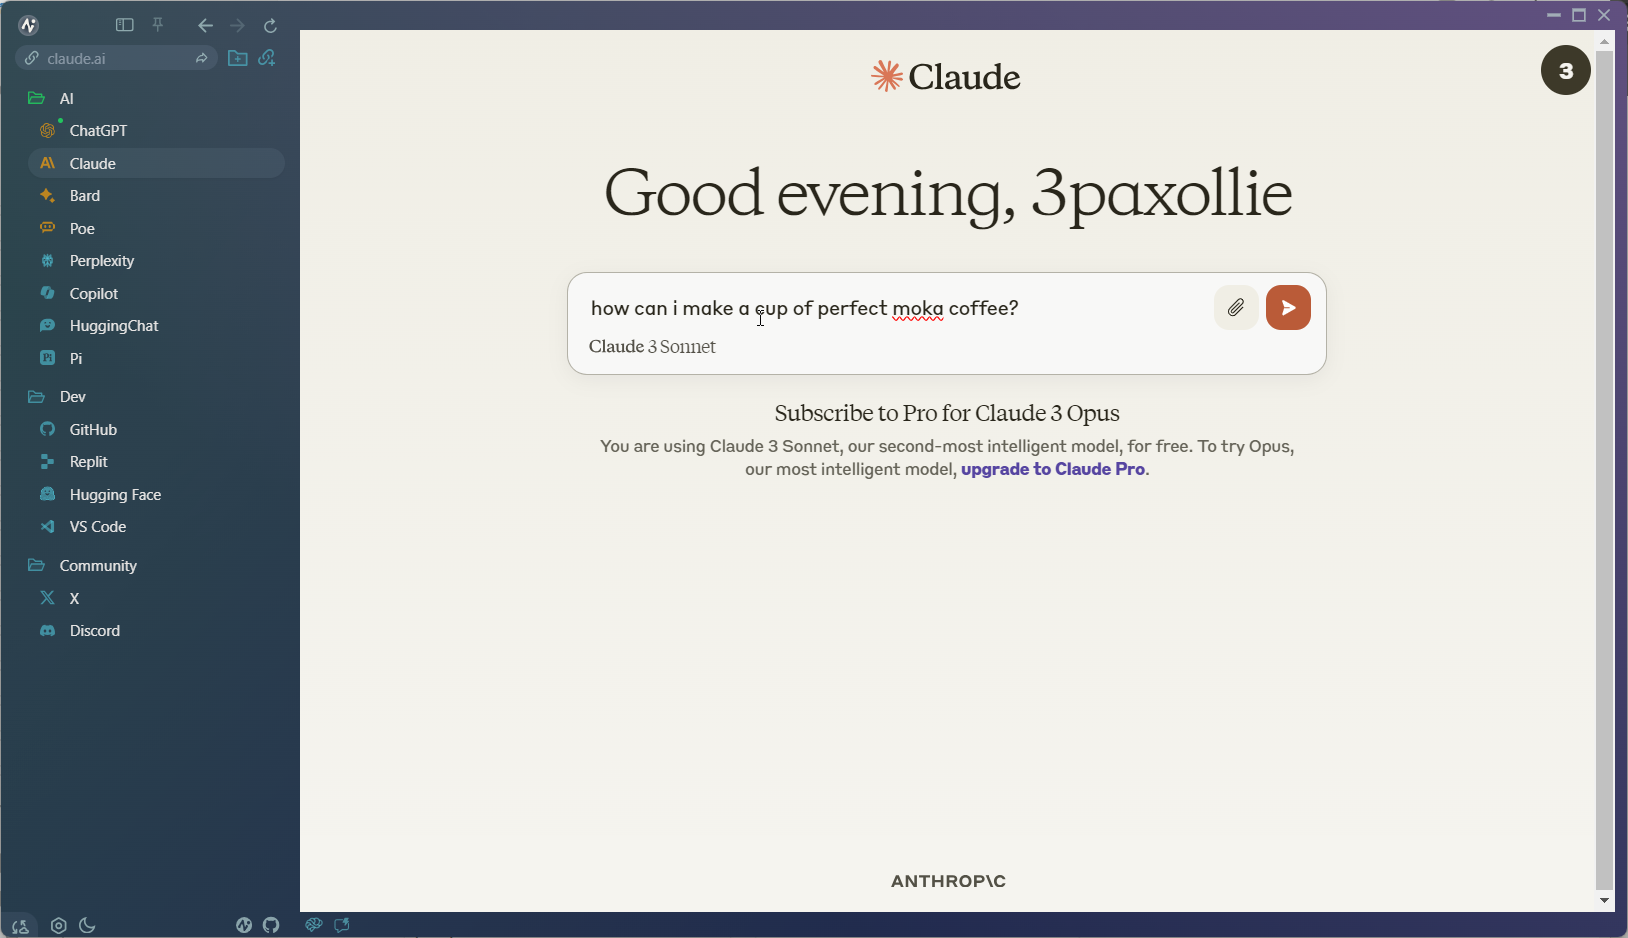 claude.ai
AI
ChatGPT
Claude
Bard
Poe
Perplexity
Copilot
HuggingChat
Pi
Dev
GitHub
Replit
Hugging Face
VS Code
Community
X
Discord
Claude
3
Good evening, 3paxollie
how can i make a cup of perfect moka coffee?
Claude 3 Sonnet
Subscribe to Pro for Claude 3 Opus
You are using Claude 3 Sonnet, our second-most intelligent model, for free. To try Opus,
our most intelligent model, upgrade to Claude Pro.
ANTHROP\C